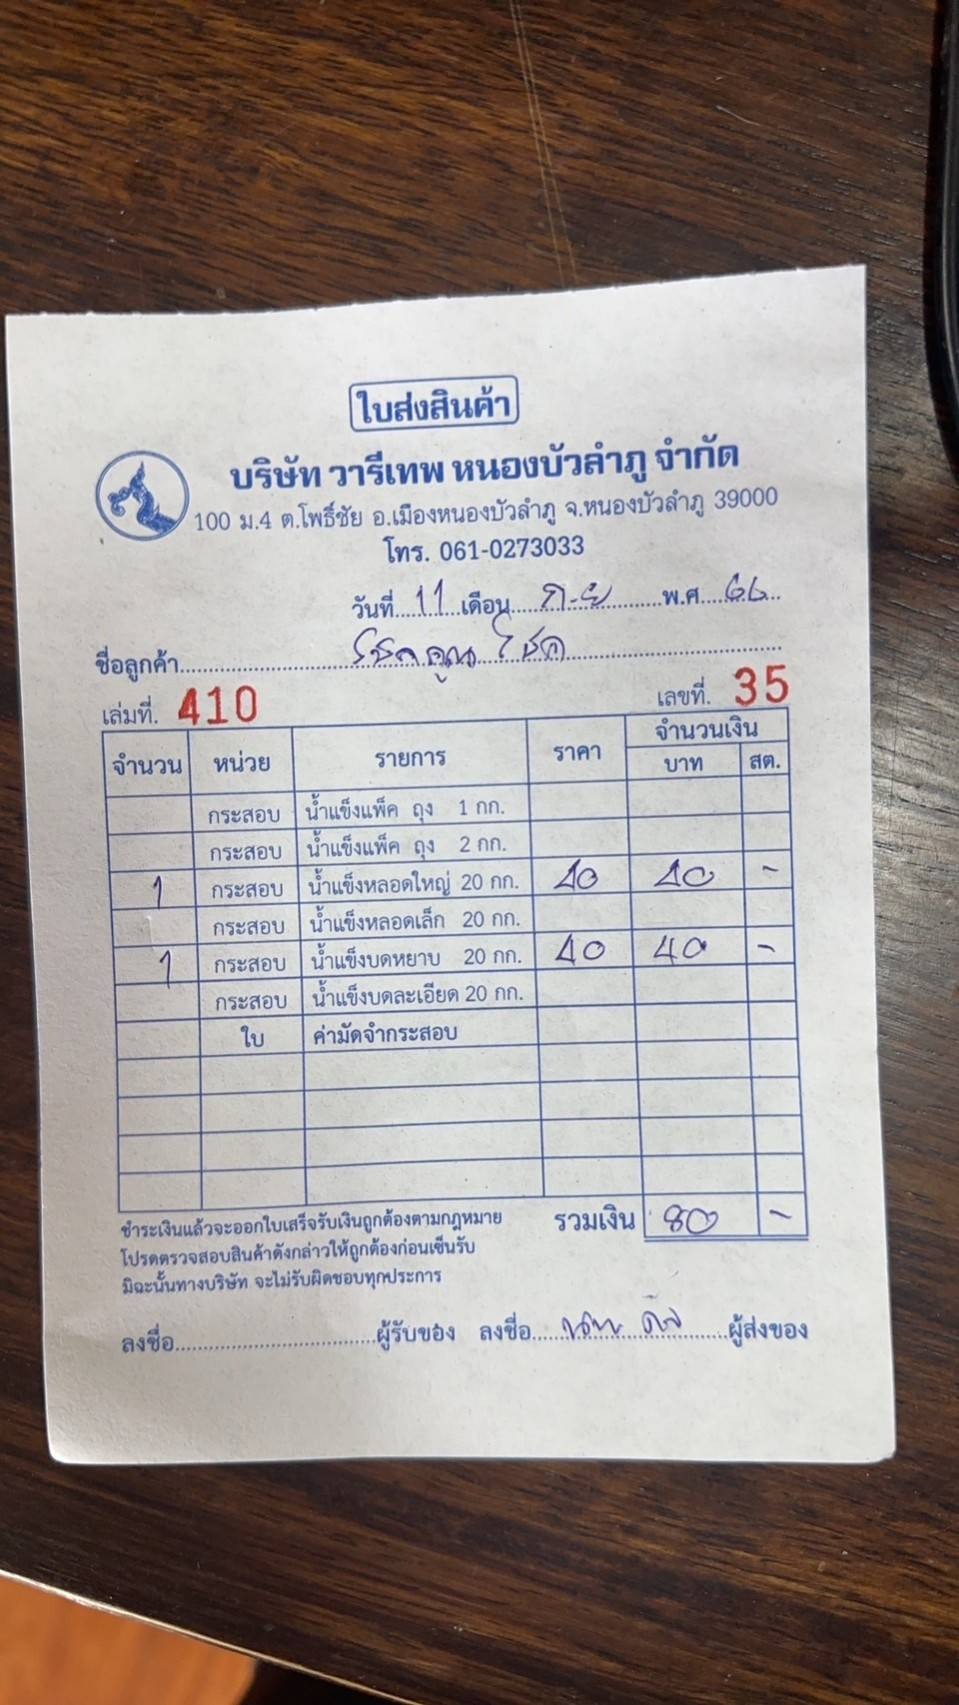 ใบส่งสินค้า
บริษัท วารีเทพ หนองบัวลำภู จำกัด
100 ม.4 ต.โพธิ์ชัย อ.เมืองหนองบัวลำภู จ.หนองบัวลำภู 39000
โทร. 061-0273033
วันที่ 11 เดือน ก.ย พ.ศ. 66
ชื่อลูกค้า โชคคูณโชค
เล่มที่. 410 เลขที่. 35
จำนวน หน่วย รายการ ราคา จำนวนเงิน
บาท สต.
กระสอบ น้ำแข็งแพ็ค ถุง 1 กก.
กระสอบ น้ำแข็งแพ็ค ถุง 2 กก.
1 กระสอบ น้ำแข็งหลอดใหญ่ 20 กก. 40 40 -
กระสอบ น้ำแข็งหลอดเล็ก 20 กก.
1 กระสอบ น้ำแข็งบดหยาบ 20 กก. 40 40 -
กระสอบ น้ำแข็งบดละเอียด 20 กก.
ใบ ค่ามัดจำกระสอบ
ชำระเงินแล้วจะออกใบเสร็จรับเงินถูกต้องตามกฎหมาย รวมเงิน 80 -
โปรดตรวจสอบสินค้าดังกล่าวให้ถูกต้องก่อนเซ็นรับ
มิฉะนั้นทางบริษัท จะไม่รับผิดชอบทุกประการ
ลงชื่อ ผู้รับของ ลงชื่อ ผู้ส่งของ